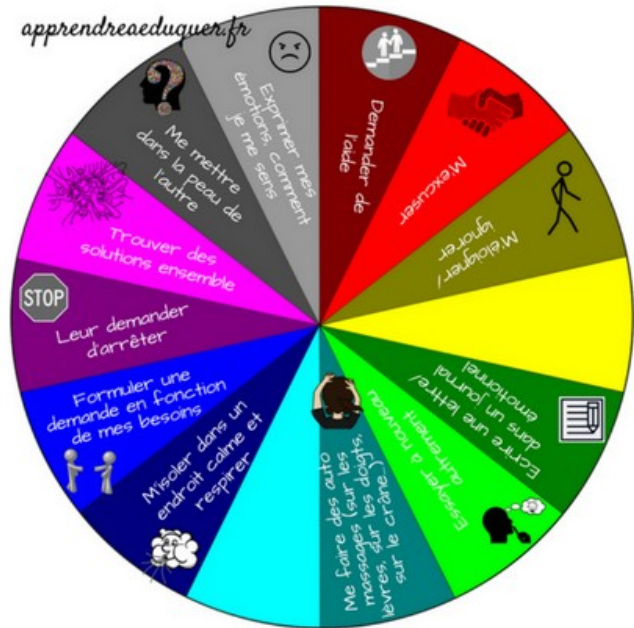 apprendreaeduquer.fr
Demander de
l'aide
M'excuser
M'éloigner/
ignorer
Ecrire une lettre/
dans un journal
émotionnel
Essayer à nouveau
autrement
Me faire des auto
massages (sur les
lèvres, sur les doigts,
sur le crâne...)
M'isoler dans un
endroit calme et
respirer
Formuler une
demande en fonction
de mes besoins
Leur demander
d'arrêter
STOP
Trouver des
solutions ensemble
Me mettre
dans la peau de
l'autre
Exprimer mes
émotions, comment
je me sens